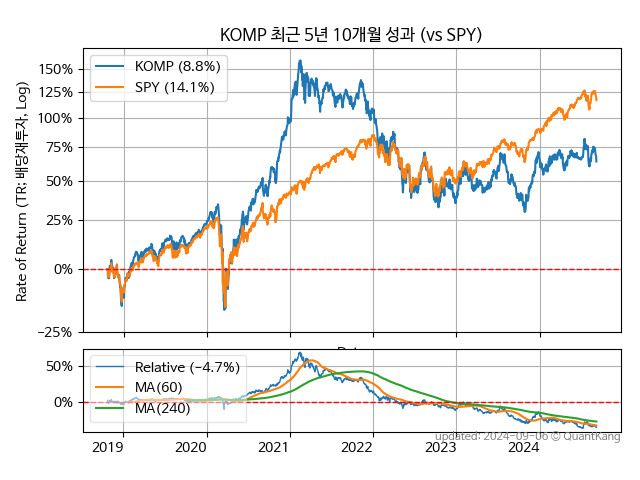 KOMP 최근 5년 10개월 성과 (vs SPY)
Rate of Return (TR: 배당재투자, Log)
150%
125%
100%
75%
50%
25%
0%
-25%
KOMP (8.8%)
SPY (14.1%)
50%
0%
Relative (-4.7%)
MA(60)
MA(240)
2019 2020 2021 2022 2023 2024
updated: 2024-09-06 © QuantKang